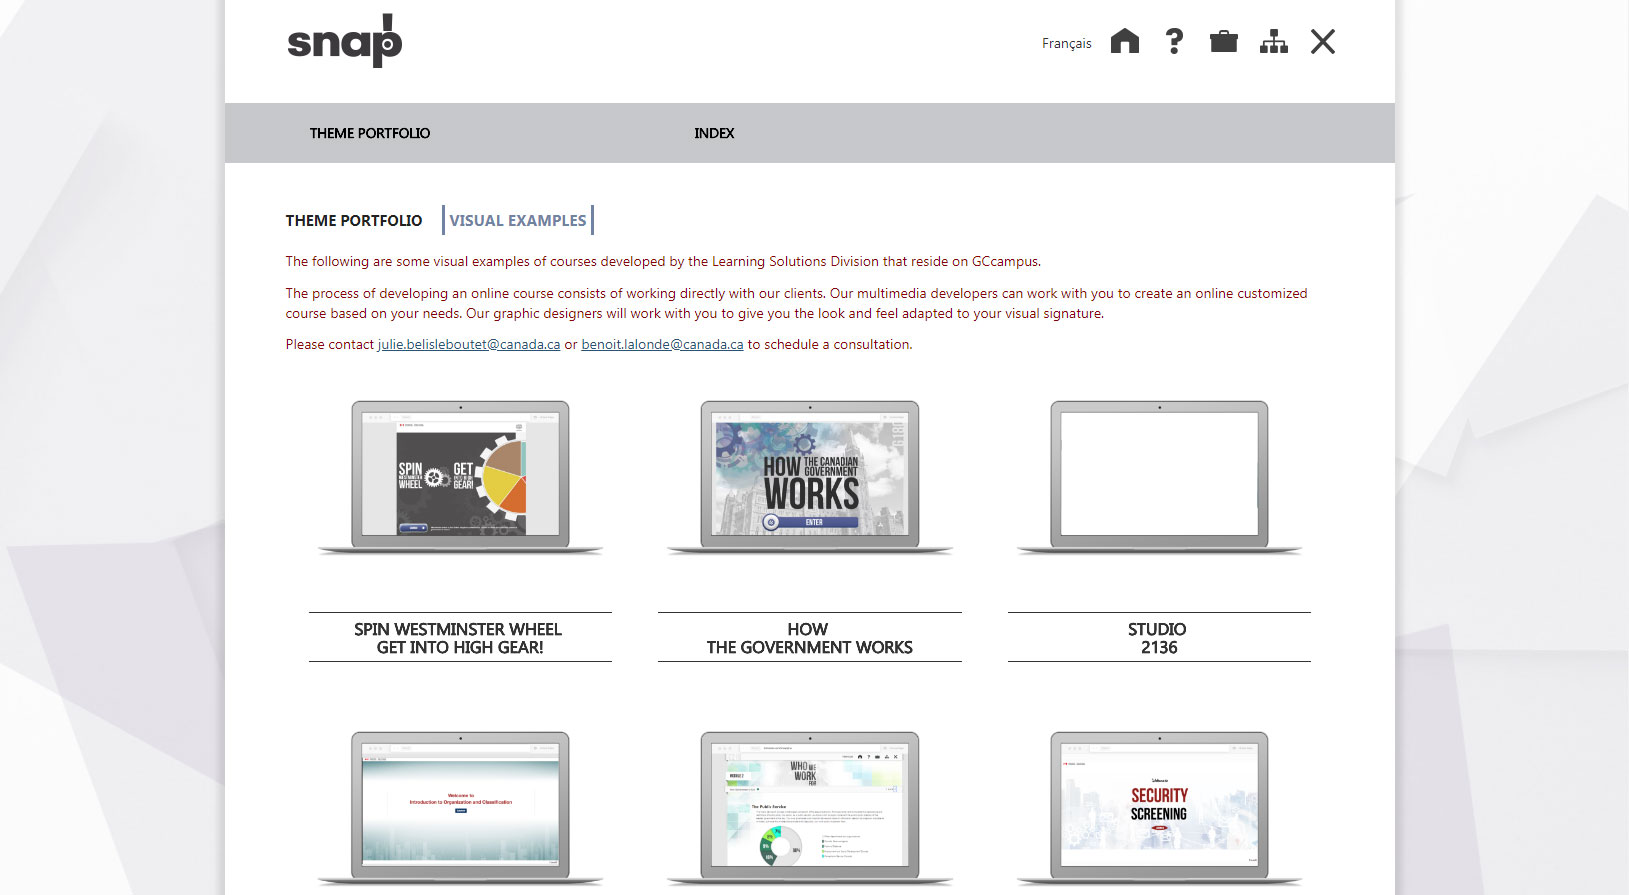 snap!
Français
THEME PORTFOLIO
INDEX
THEME PORTFOLIO
VISUAL EXAMPLES
The following are some visual examples of courses developed by the Learning Solutions Division that reside on GCcampus.
The process of developing an online course consists of working directly with our clients. Our multimedia developers can work with you to create an online customized
course based on your needs. Our graphic designers will work with you to give you the look and feel adapted to your visual signature.
Please contact julie.belisleboutet@canada.ca or benoit.lalonde@canada.ca to schedule a consultation.
SPIN
WESTMINSTER
WHEEL
GET
GEAR!
HOW THE CANADIAN
GOVERNMENT
WORKS
ENTER
SPIN WESTMINSTER WHEEL
GET INTO HIGH GEAR!
HOW
THE GOVERNMENT WORKS
STUDIO
2136
Welcome to
Introduction to Organization and Classification
MODULE 2
WHO WE
WORK
FOR
The Public Service
Welcome
SECURITY
SCREENING